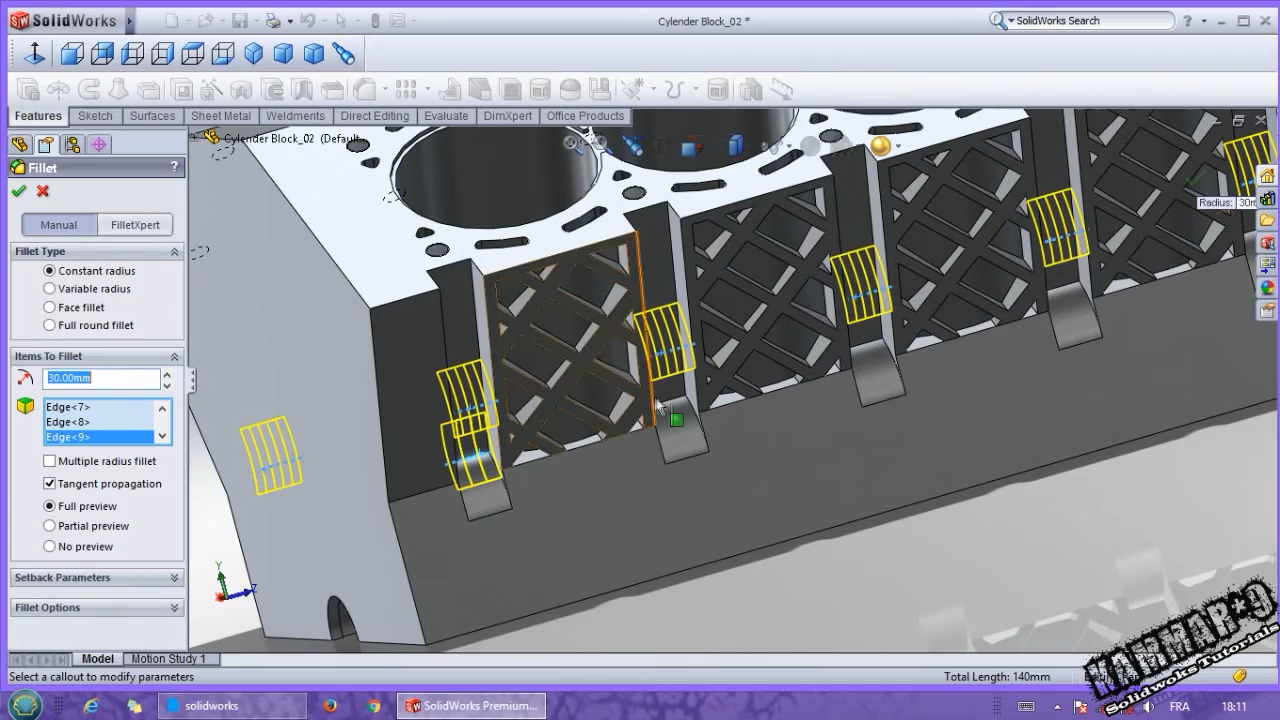 SolidWorks
Cylender Block_02 *
SolidWorks Search
?
Features
Sketch
Surfaces
Sheet Metal
Weldments
Direct Editing
Evaluate
DimXpert
Office Products
Cylender Block_02 (Default...
Fillet
?
Manual
FilletXpert
Fillet Type
Constant radius
Variable radius
Face fillet
Full round fillet
Items To Fillet
30.00mm
Edge<7>
Edge<8>
Edge<9>
Multiple radius fillet
Tangent propagation
Full preview
Partial preview
No preview
Setback Parameters
Fillet Options
Radius: 30m
Y
Z
HAMMAR*9
Solidwoks Tutorials
Model
Motion Study 1
Select a callout to modify parameters
Total Length: 140mm
solidworks
SolidWorks Premium...
FR
18:11